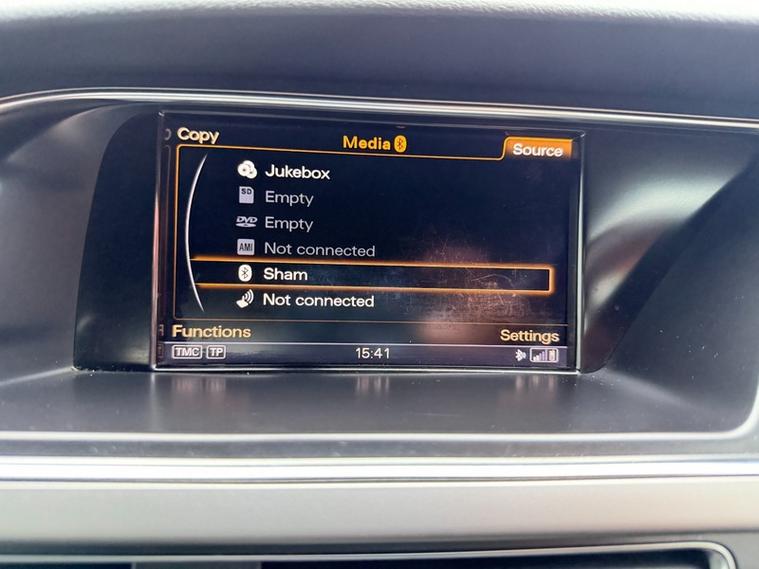 Copy
Media
Source
Jukebox
SD Empty
DVD Empty
AMI Not connected
Sham
Not connected
Functions
Settings
TMC TP
15:41